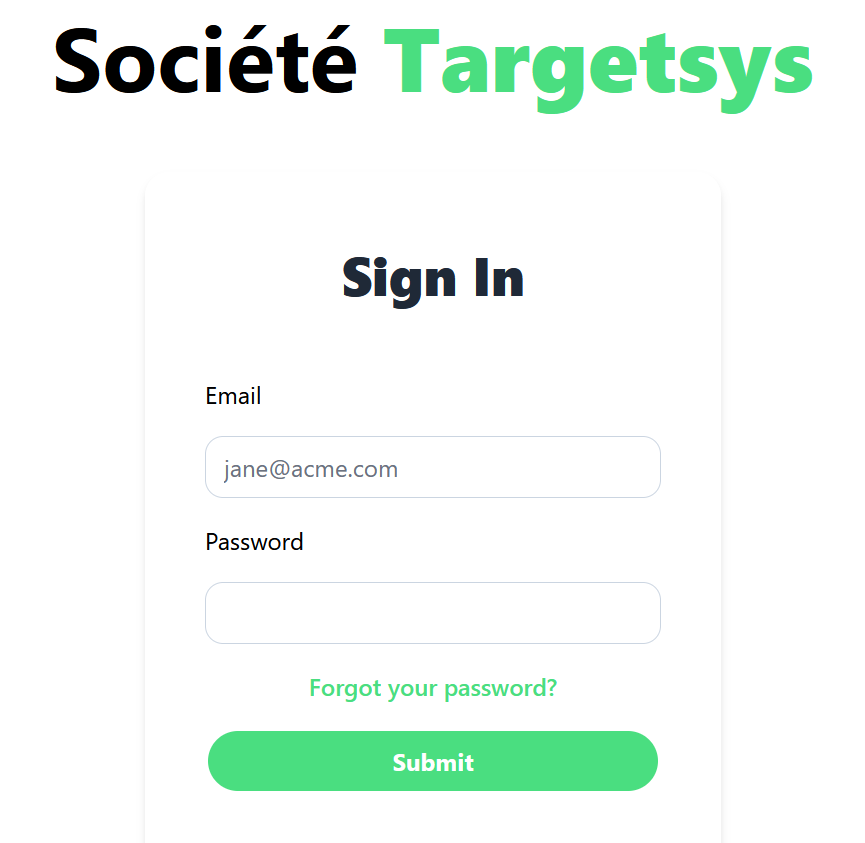 Société Targetsys
Sign In
Email
jane@acme.com
Password
Forgot your password?
Submit